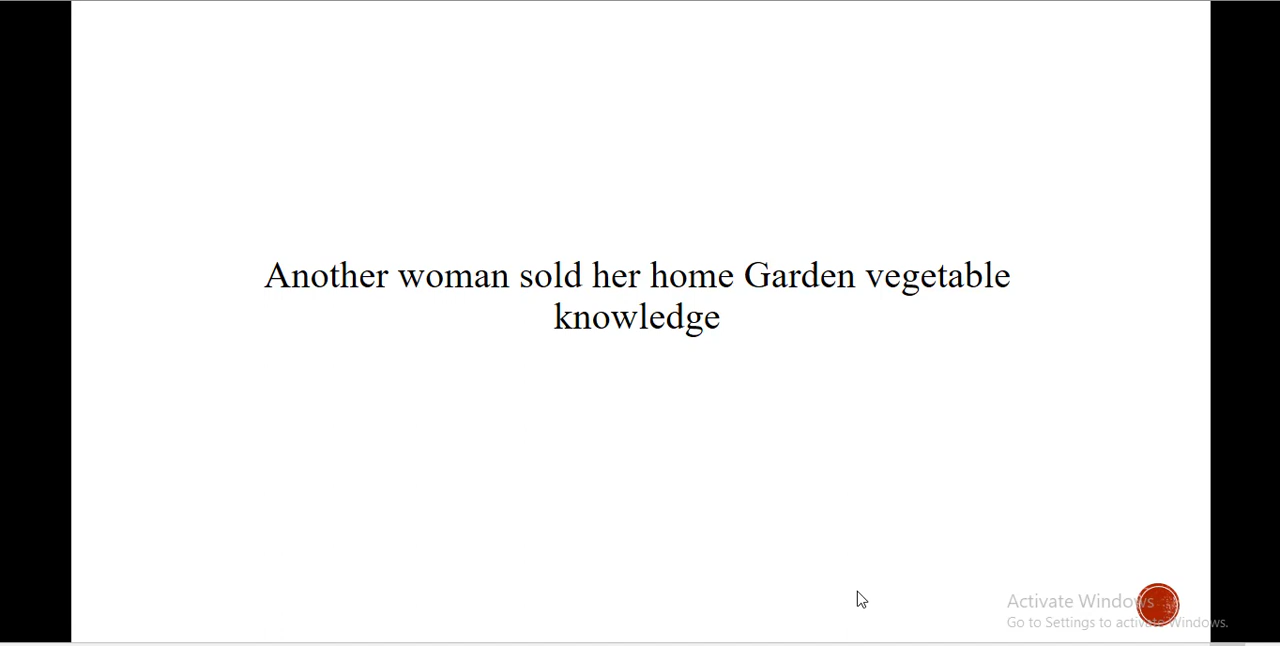 Another woman sold her home Garden vegetable
knowledge
Activate Windows
Go to Settings to activate Windows.